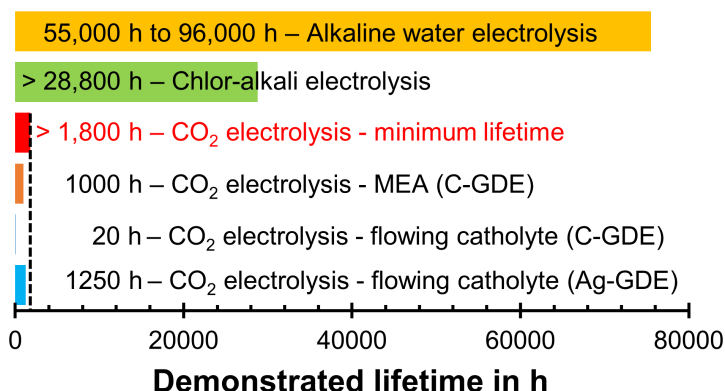 55,000 h to 96,000 h – Alkaline water electrolysis
> 28,800 h – Chlor-alkali electrolysis
> 1,800 h – CO₂ electrolysis - minimum lifetime
1000 h – CO₂ electrolysis - MEA (C-GDE)
20 h – CO₂ electrolysis - flowing catholyte (C-GDE)
1250 h – CO₂ electrolysis - flowing catholyte (Ag-GDE)
0 20000 40000 60000 80000
Demonstrated lifetime in h